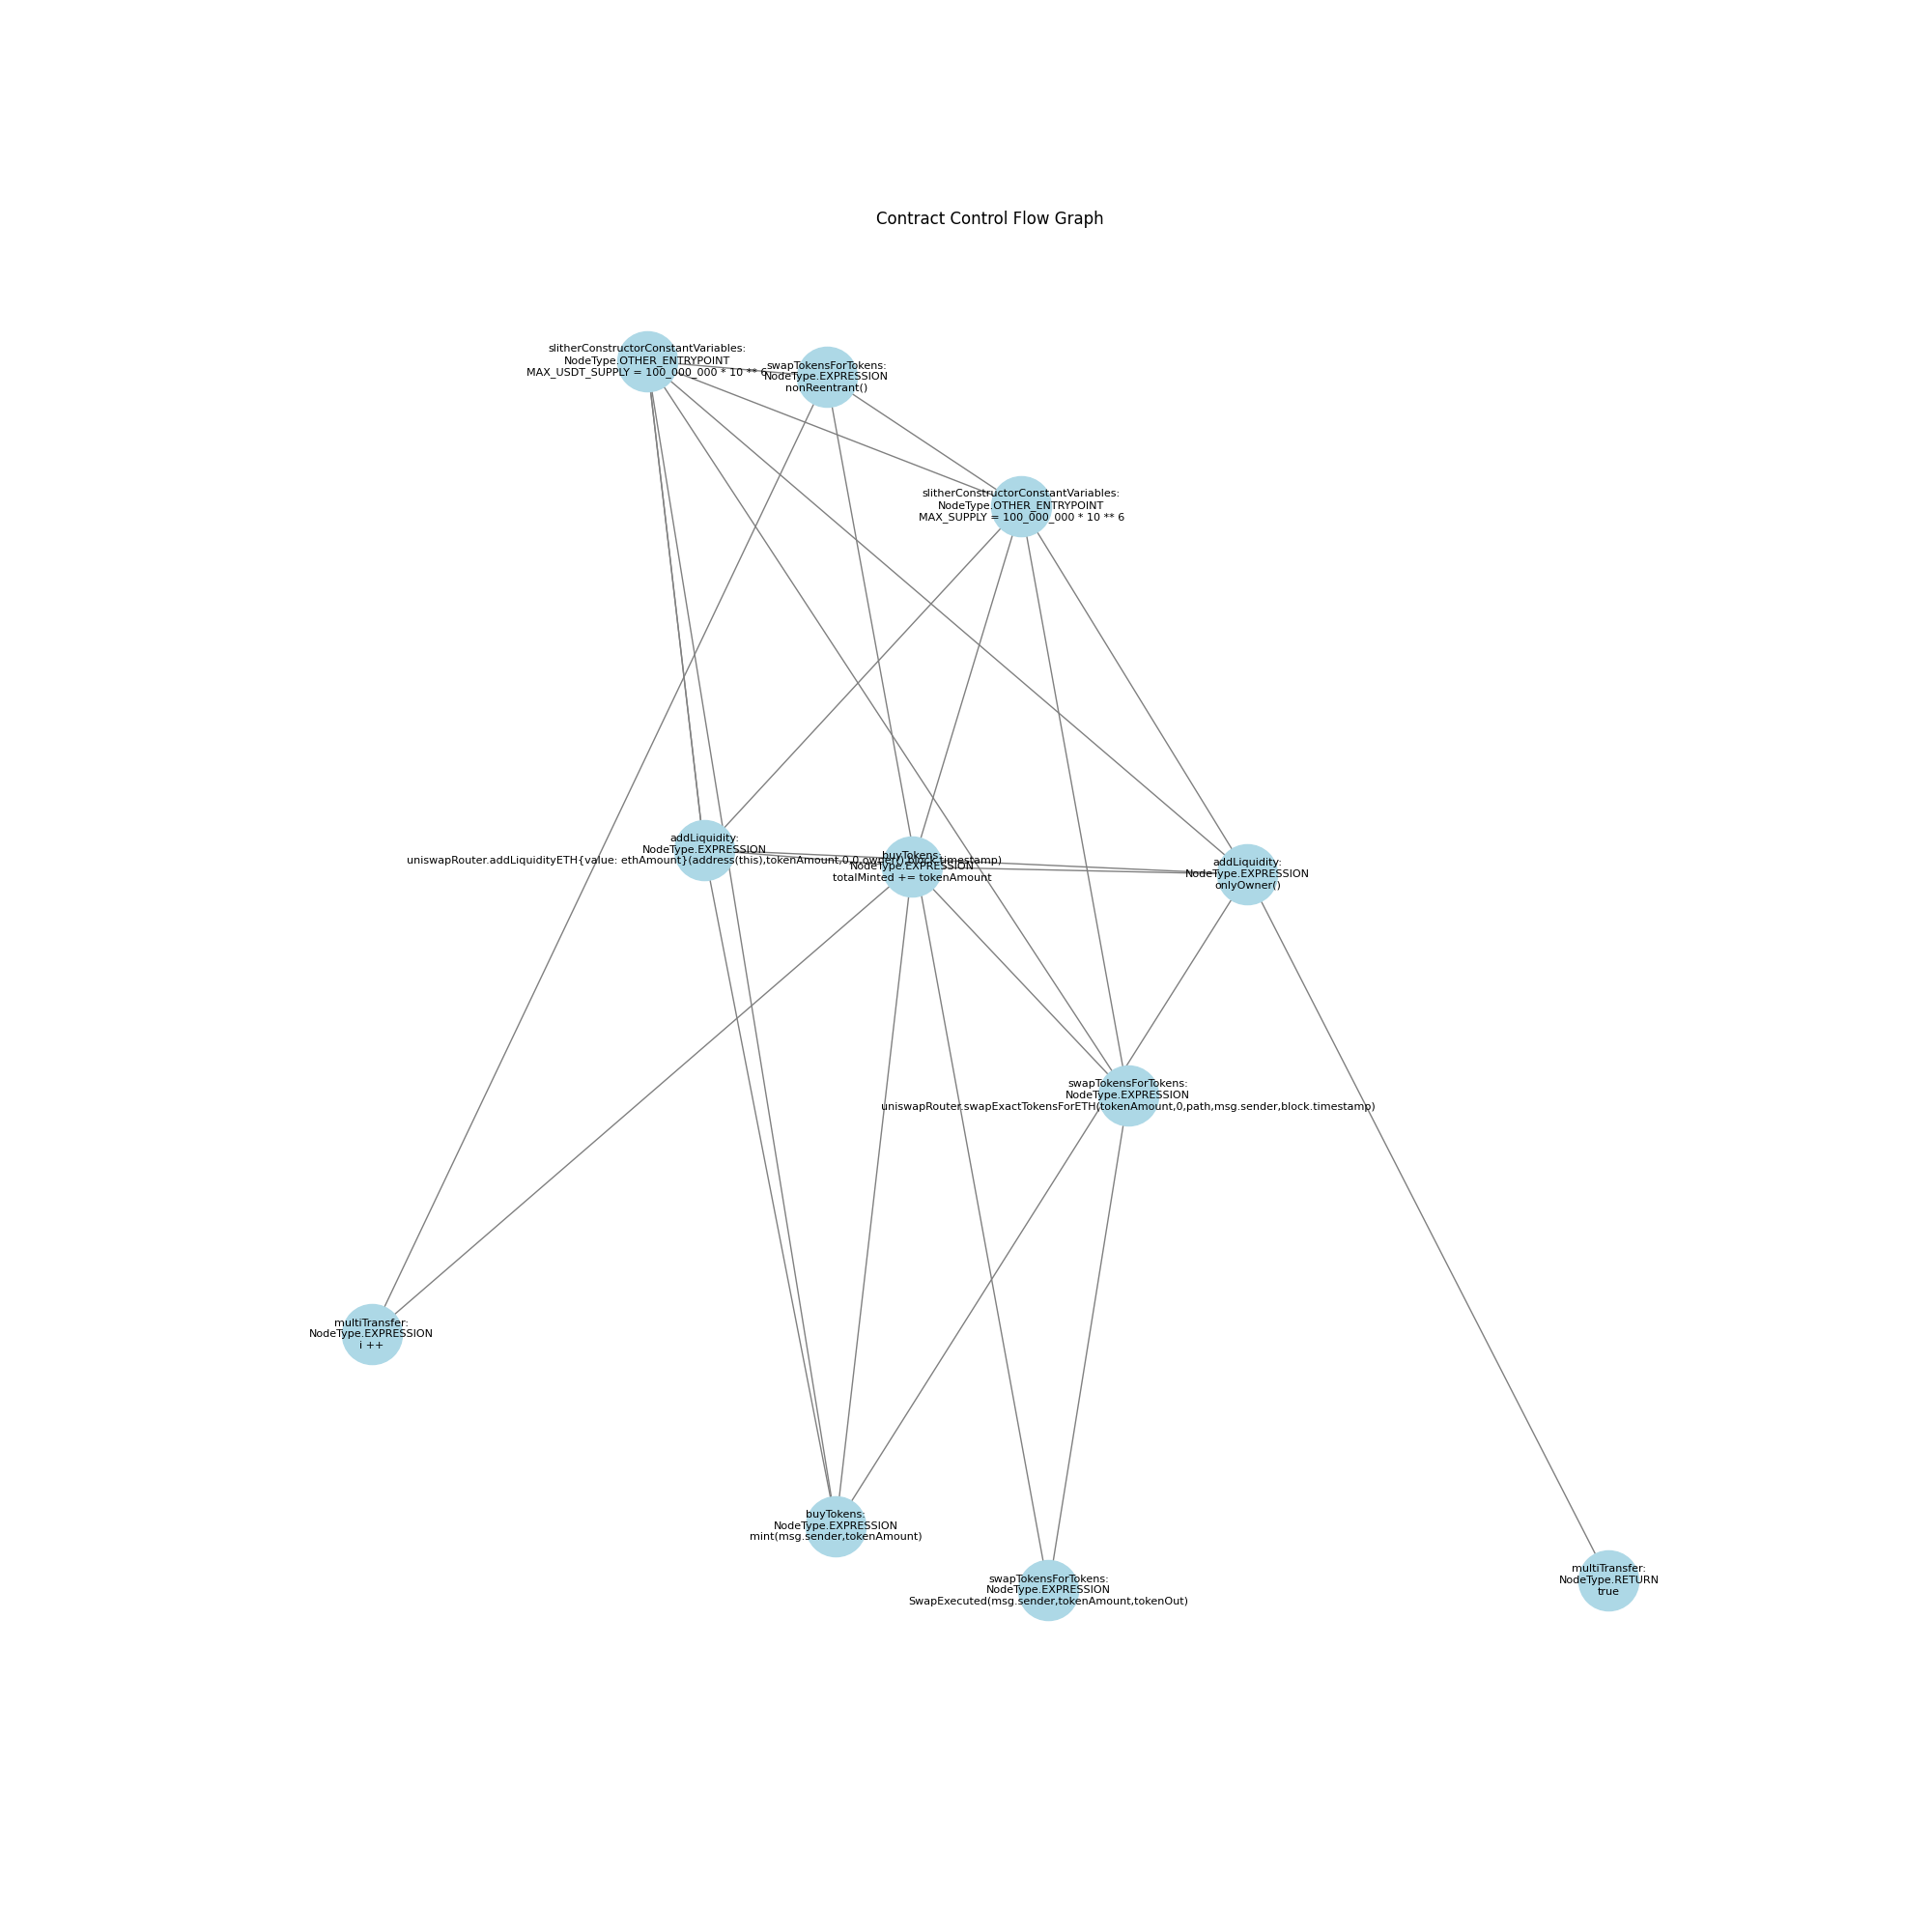 Contract Control Flow Graph
slitherConstructorConstantVariables:
NodeType.OTHER_ENTRYPOINT
MAX_USDT_SUPPLY = 100_000_000 * 10 ** 6
swapTokensForTokens:
NodeType.EXPRESSION
nonReentrant()
slitherConstructorConstantVariables:
NodeType.OTHER_ENTRYPOINT
MAX_SUPPLY = 100_000_000 * 10 ** 6
addLiquidity:
NodeType.EXPRESSION
uniswapRouter.addLiquidityETH{value: ethAmount}(address(this),tokenAmount,0,0,owner(),block.timestamp)
buyTokens:
NodeType.EXPRESSION
totalMinted += tokenAmount
addLiquidity:
NodeType.EXPRESSION
onlyOwner()
swapTokensForTokens:
NodeType.EXPRESSION
uniswapRouter.swapExactTokensForETH(tokenAmount,0,path,msg.sender,block.timestamp)
multiTransfer:
NodeType.EXPRESSION
i ++
buyTokens:
NodeType.EXPRESSION
mint(msg.sender,tokenAmount)
swapTokensForTokens:
NodeType.EXPRESSION
SwapExecuted(msg.sender,tokenAmount,tokenOut)
multiTransfer:
NodeType.RETURN
true